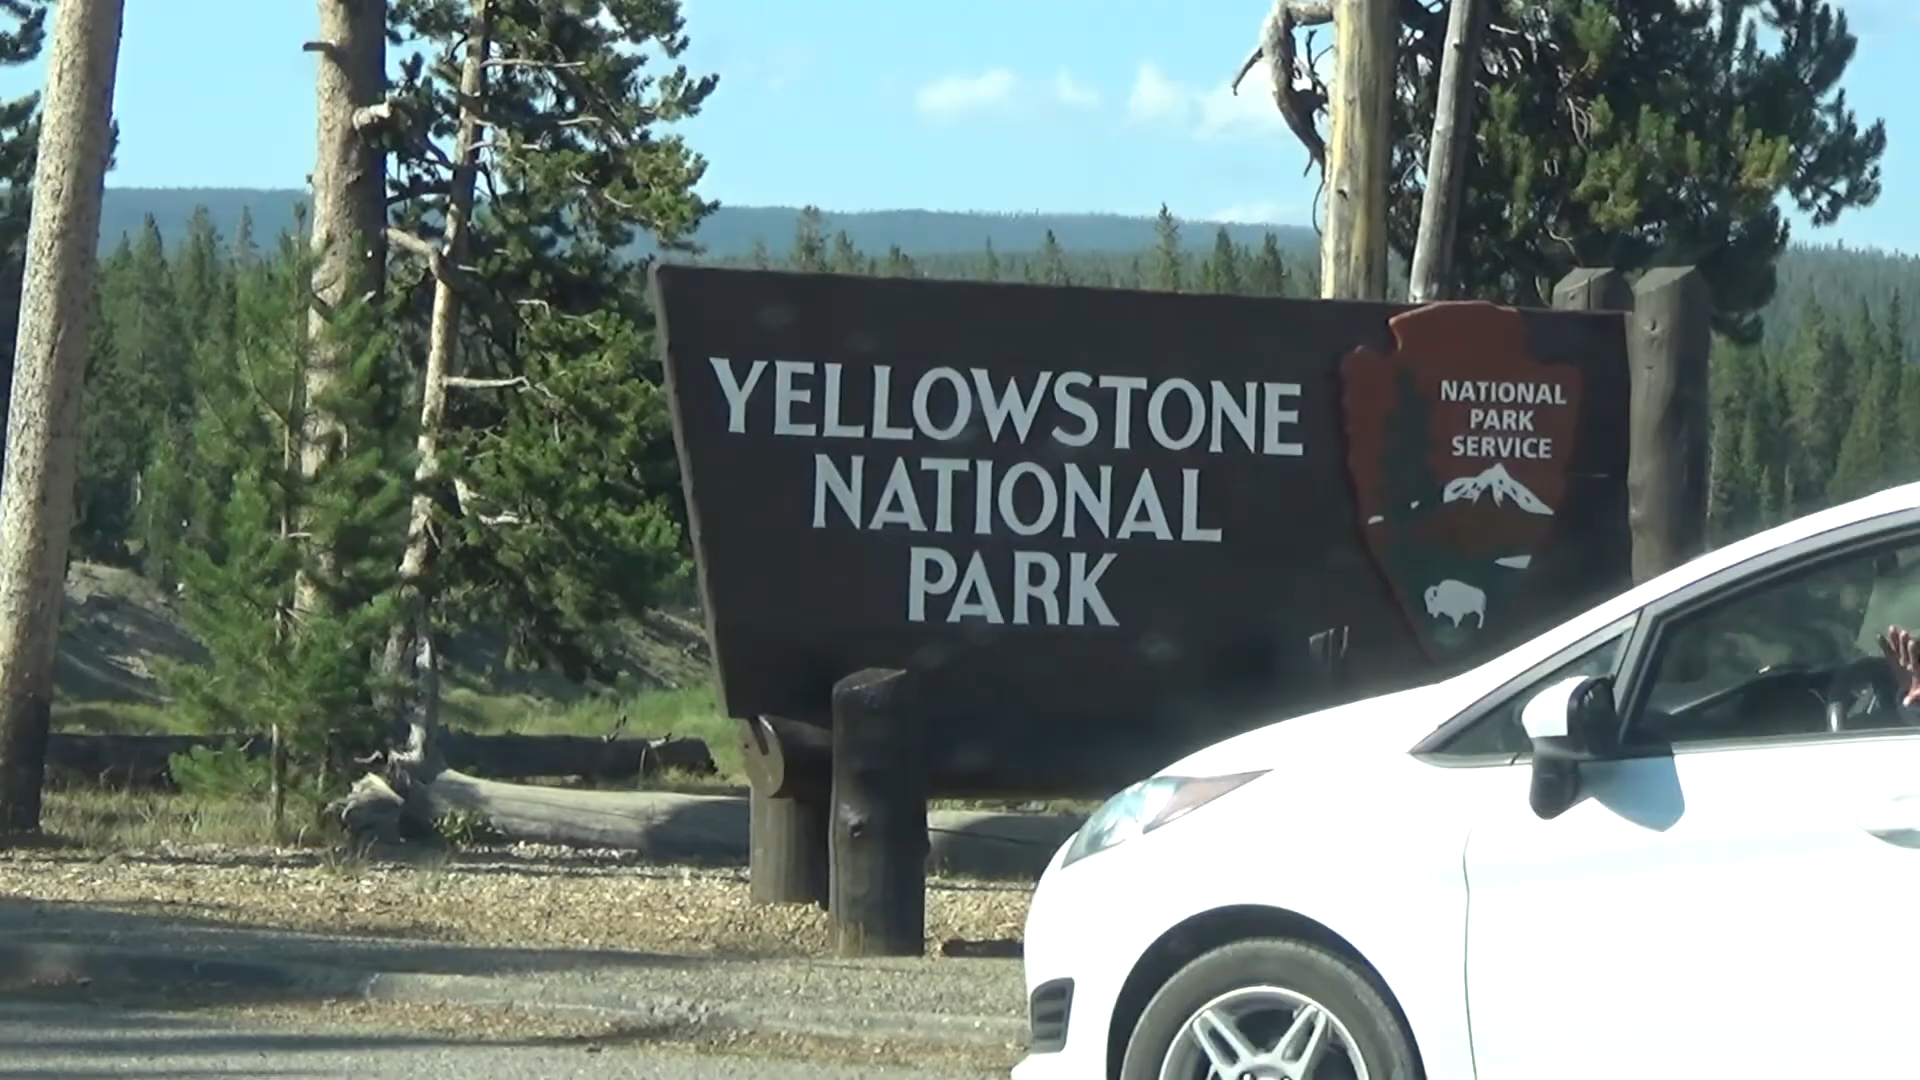 YELLOWSTONE
NATIONAL
PARK
NATIONAL
PARK
SERVICE